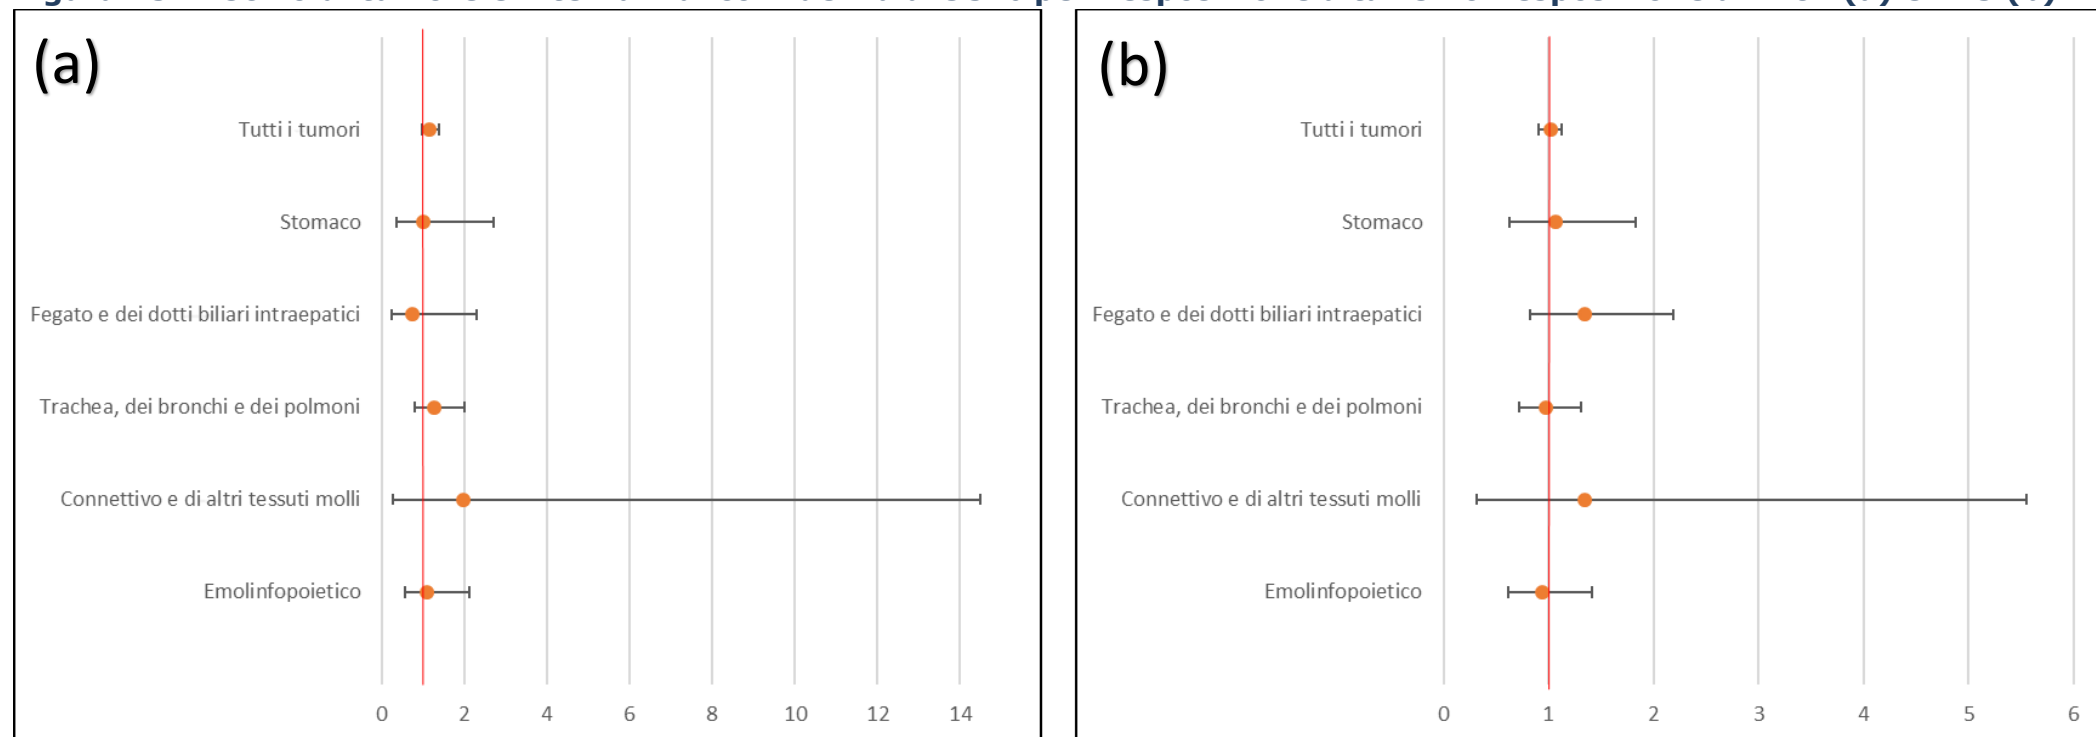 (a)
Tutti i tumori
Stomaco
Fegato e dei dotti biliari intraepatici
Trachea, dei bronchi e dei polmoni
Connettivo e di altri tessuti molli
Emolinfopoietico
0 2 4 6 8 10 12 14
(b)
Tutti i tumori
Stomaco
Fegato e dei dotti biliari intraepatici
Trachea, dei bronchi e dei polmoni
Connettivo e di altri tessuti molli
Emolinfopoietico
0 1 2 3 4 5 6